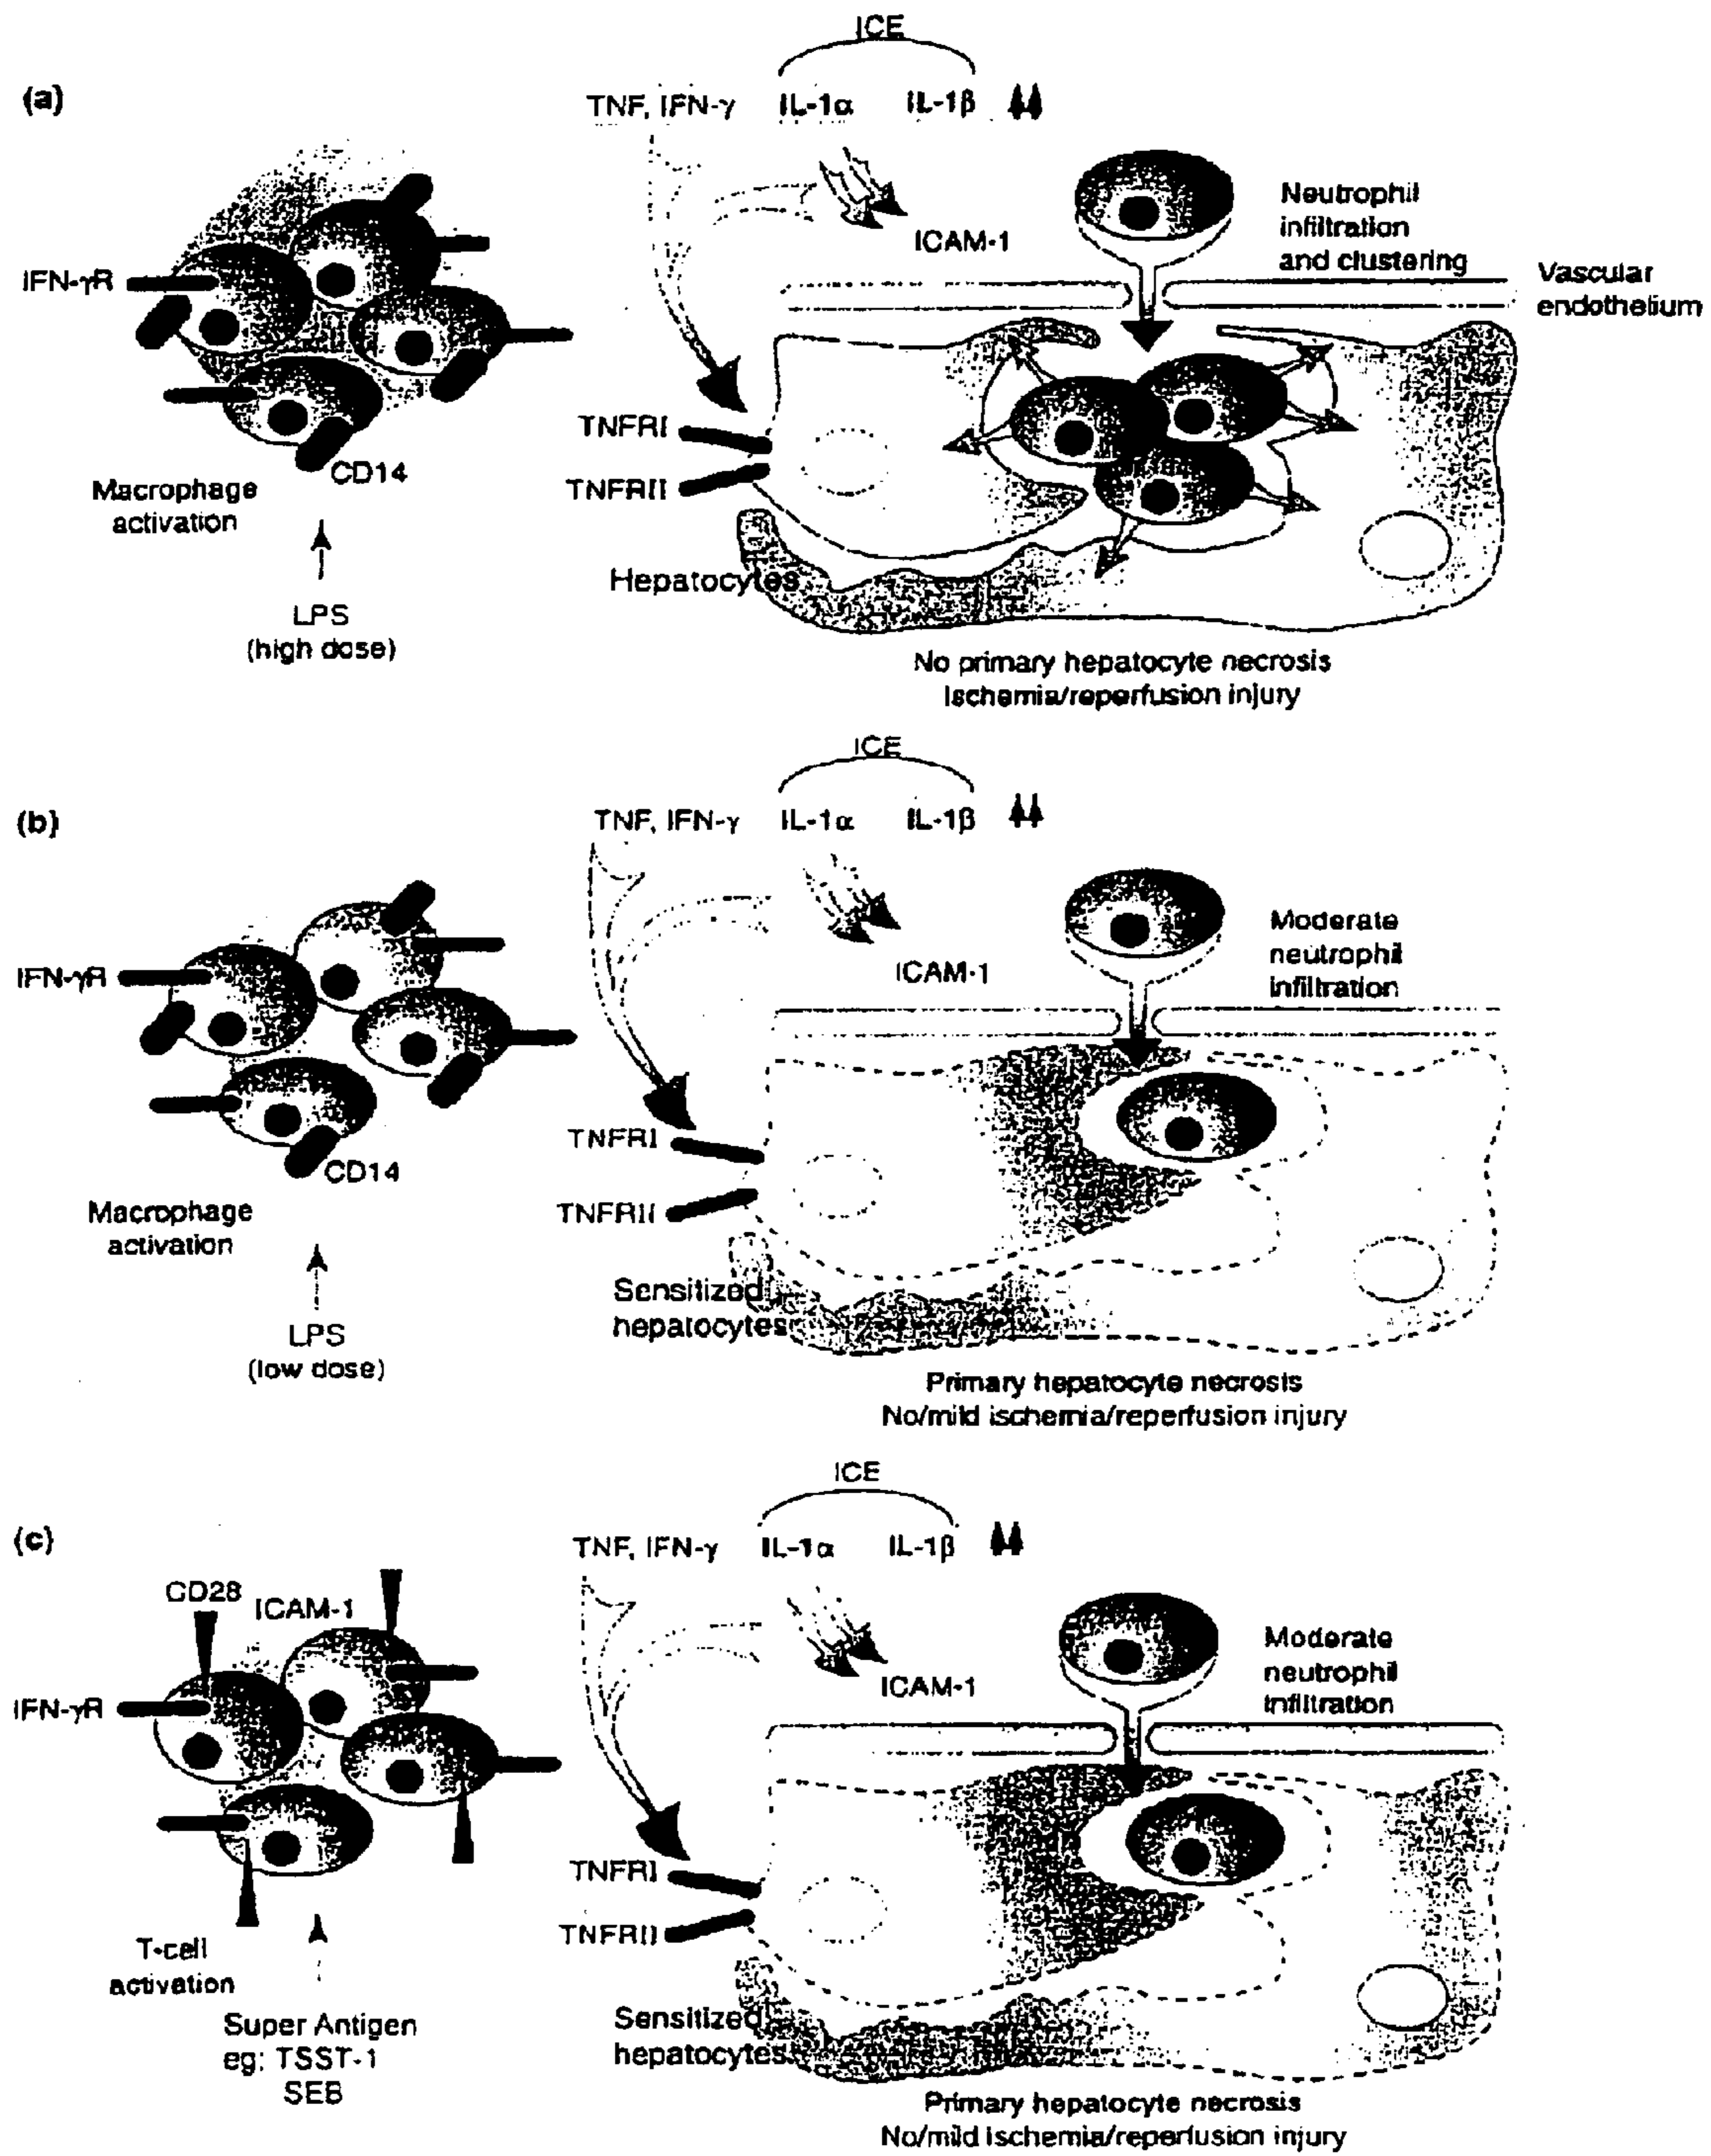 (a)
ICE
TNF, IFN-γ IL-1α IL-1β
ICAM-1
Neutrophil
infiltration
and clustering
Vascular
endothelium
IFN-γR
CD14
Macrophage
activation
LPS
(high dose)
TNFRI
TNFRII
Hepatocytes
No primary hepatocyte necrosis
Ischemia/reperfusion injury
(b)
ICE
TNF, IFN-γ IL-1α IL-1β
ICAM-1
Moderate
neutrophil
infiltration
IFN-γR
CD14
Macrophage
activation
LPS
(low dose)
TNFRI
TNFRII
Sensitized
hepatocytes
Primary hepatocyte necrosis
No/mild ischemia/reperfusion injury
(c)
ICE
TNF, IFN-γ IL-1α IL-1β
CD28
ICAM-1
ICAM-1
Moderate
neutrophil
infiltration
IFN-γR
T-cell
activation
Super Antigen
eg: TSST-1
SEB
TNFRI
TNFRII
Sensitized
hepatocytes
Primary hepatocyte necrosis
No/mild ischemia/reperfusion injury